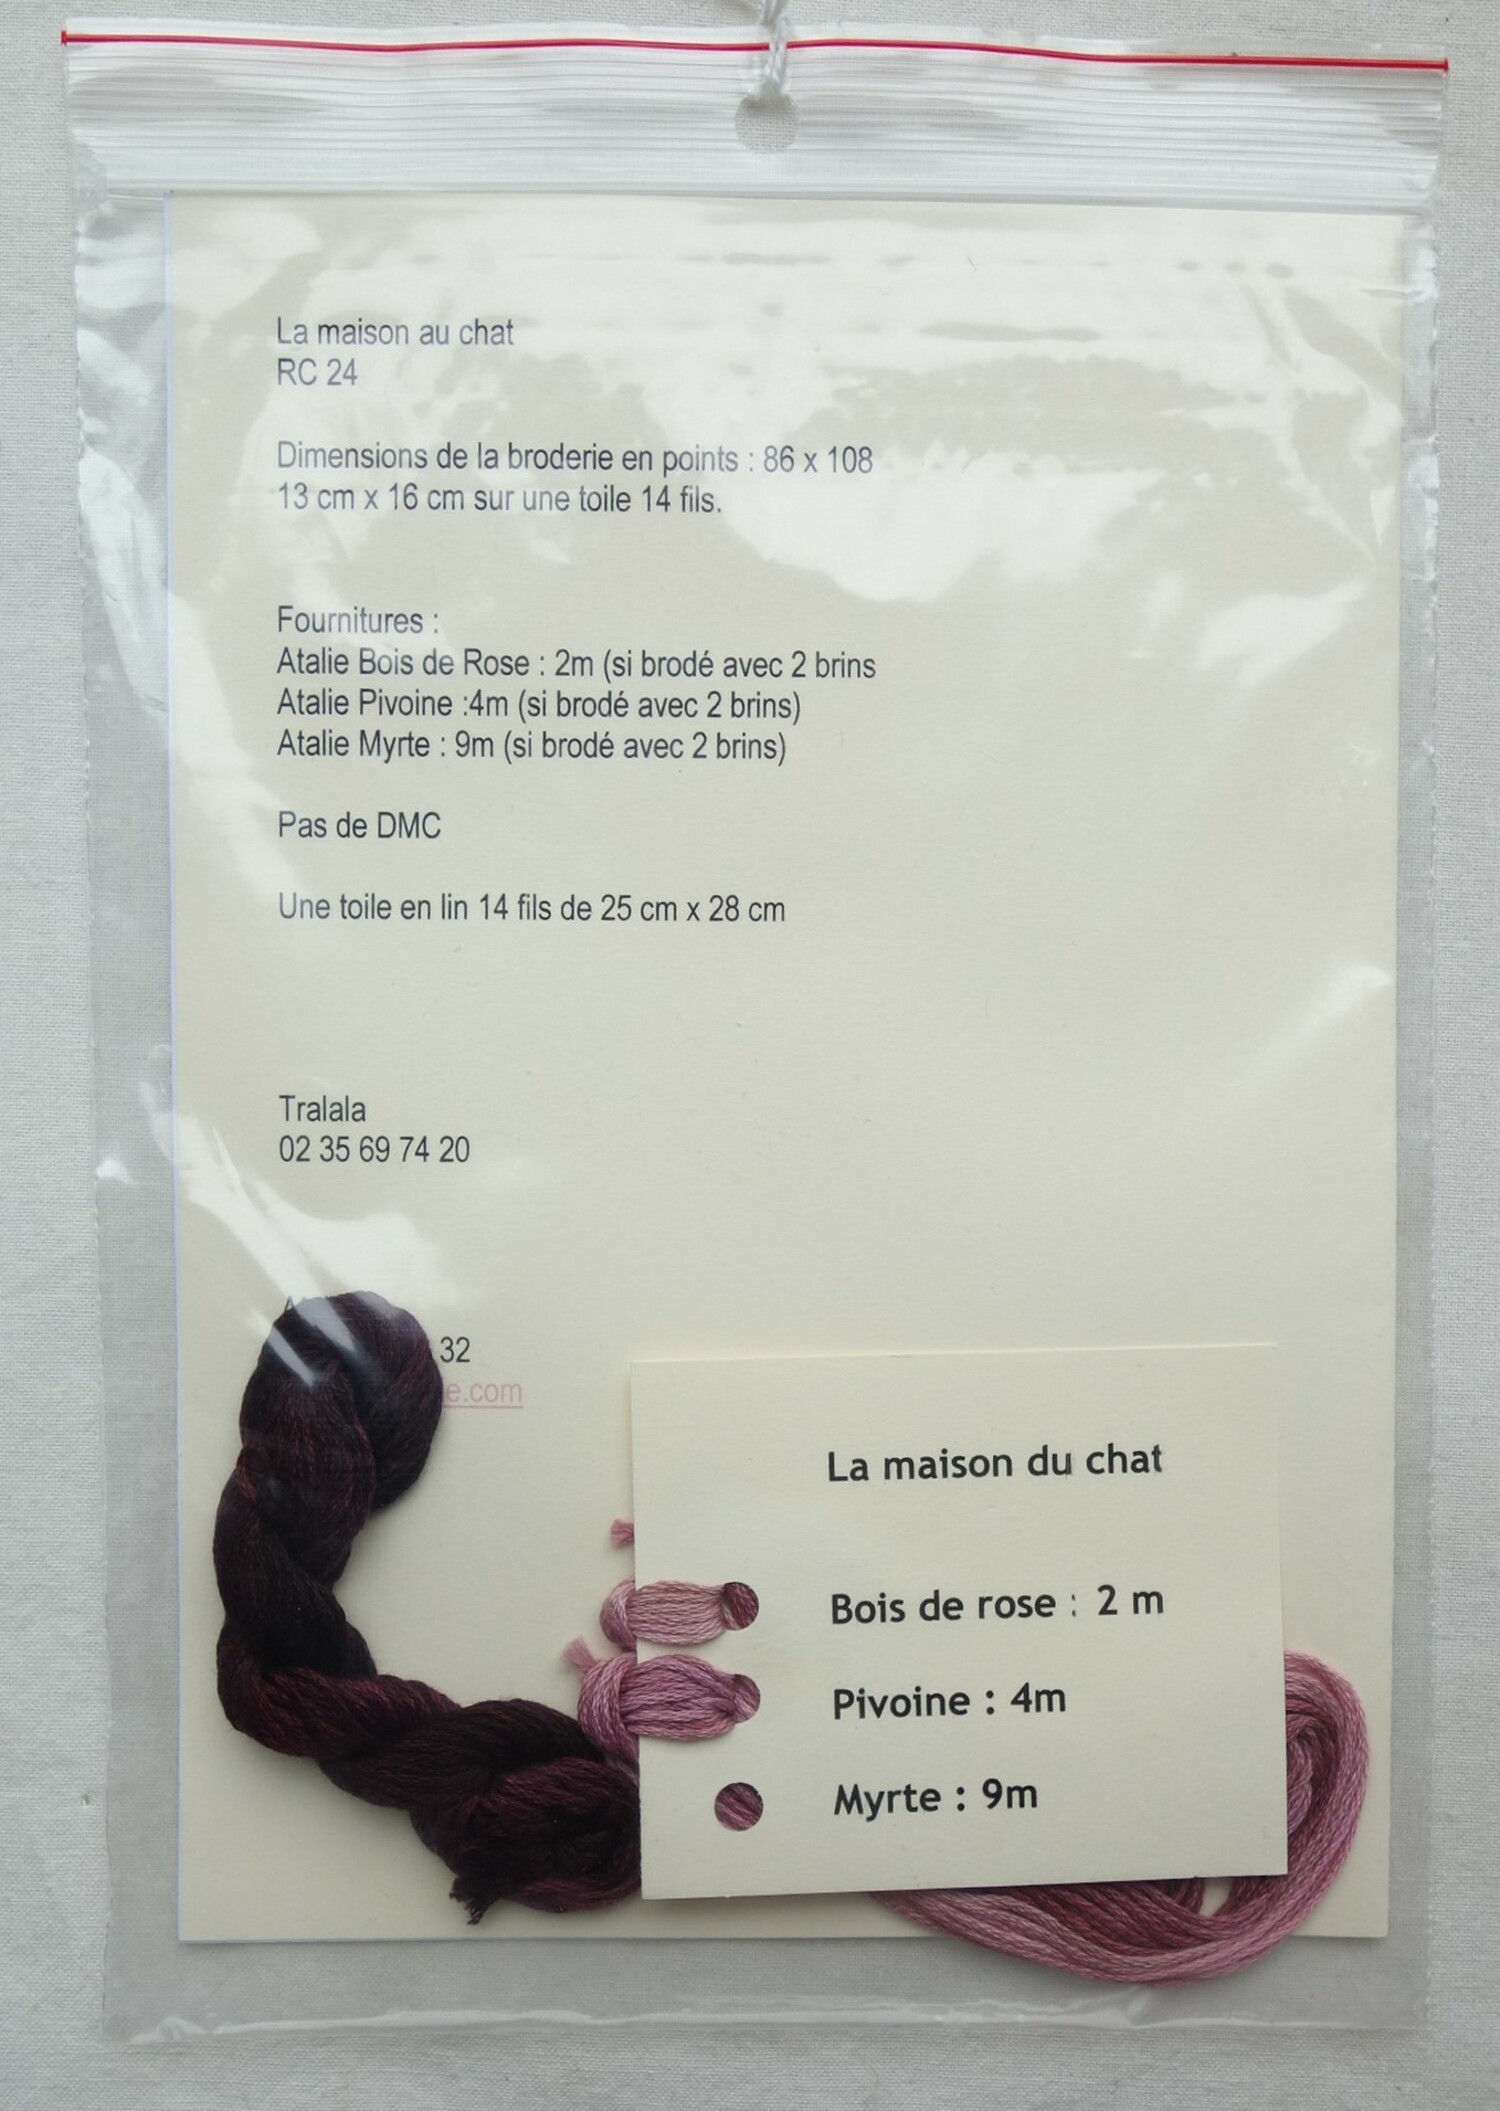 La maison au chat
RC 24
Dimensions de la broderie en points : 86 x 108
13 cm x 16 cm sur une toile 14 fils.
Fournitures :
Atalie Bois de Rose : 2m (si brodé avec 2 brins
Atalie Pivoine :4m (si brodé avec 2 brins)
Atalie Myrte : 9m (si brodé avec 2 brins)
Pas de DMC
Une toile en lin 14 fils de 25 cm x 28 cm
Tralala
02 35 69 74 20
32
e.com
La maison du chat
Bois de rose : 2 m
Pivoine : 4m
Myrte : 9m